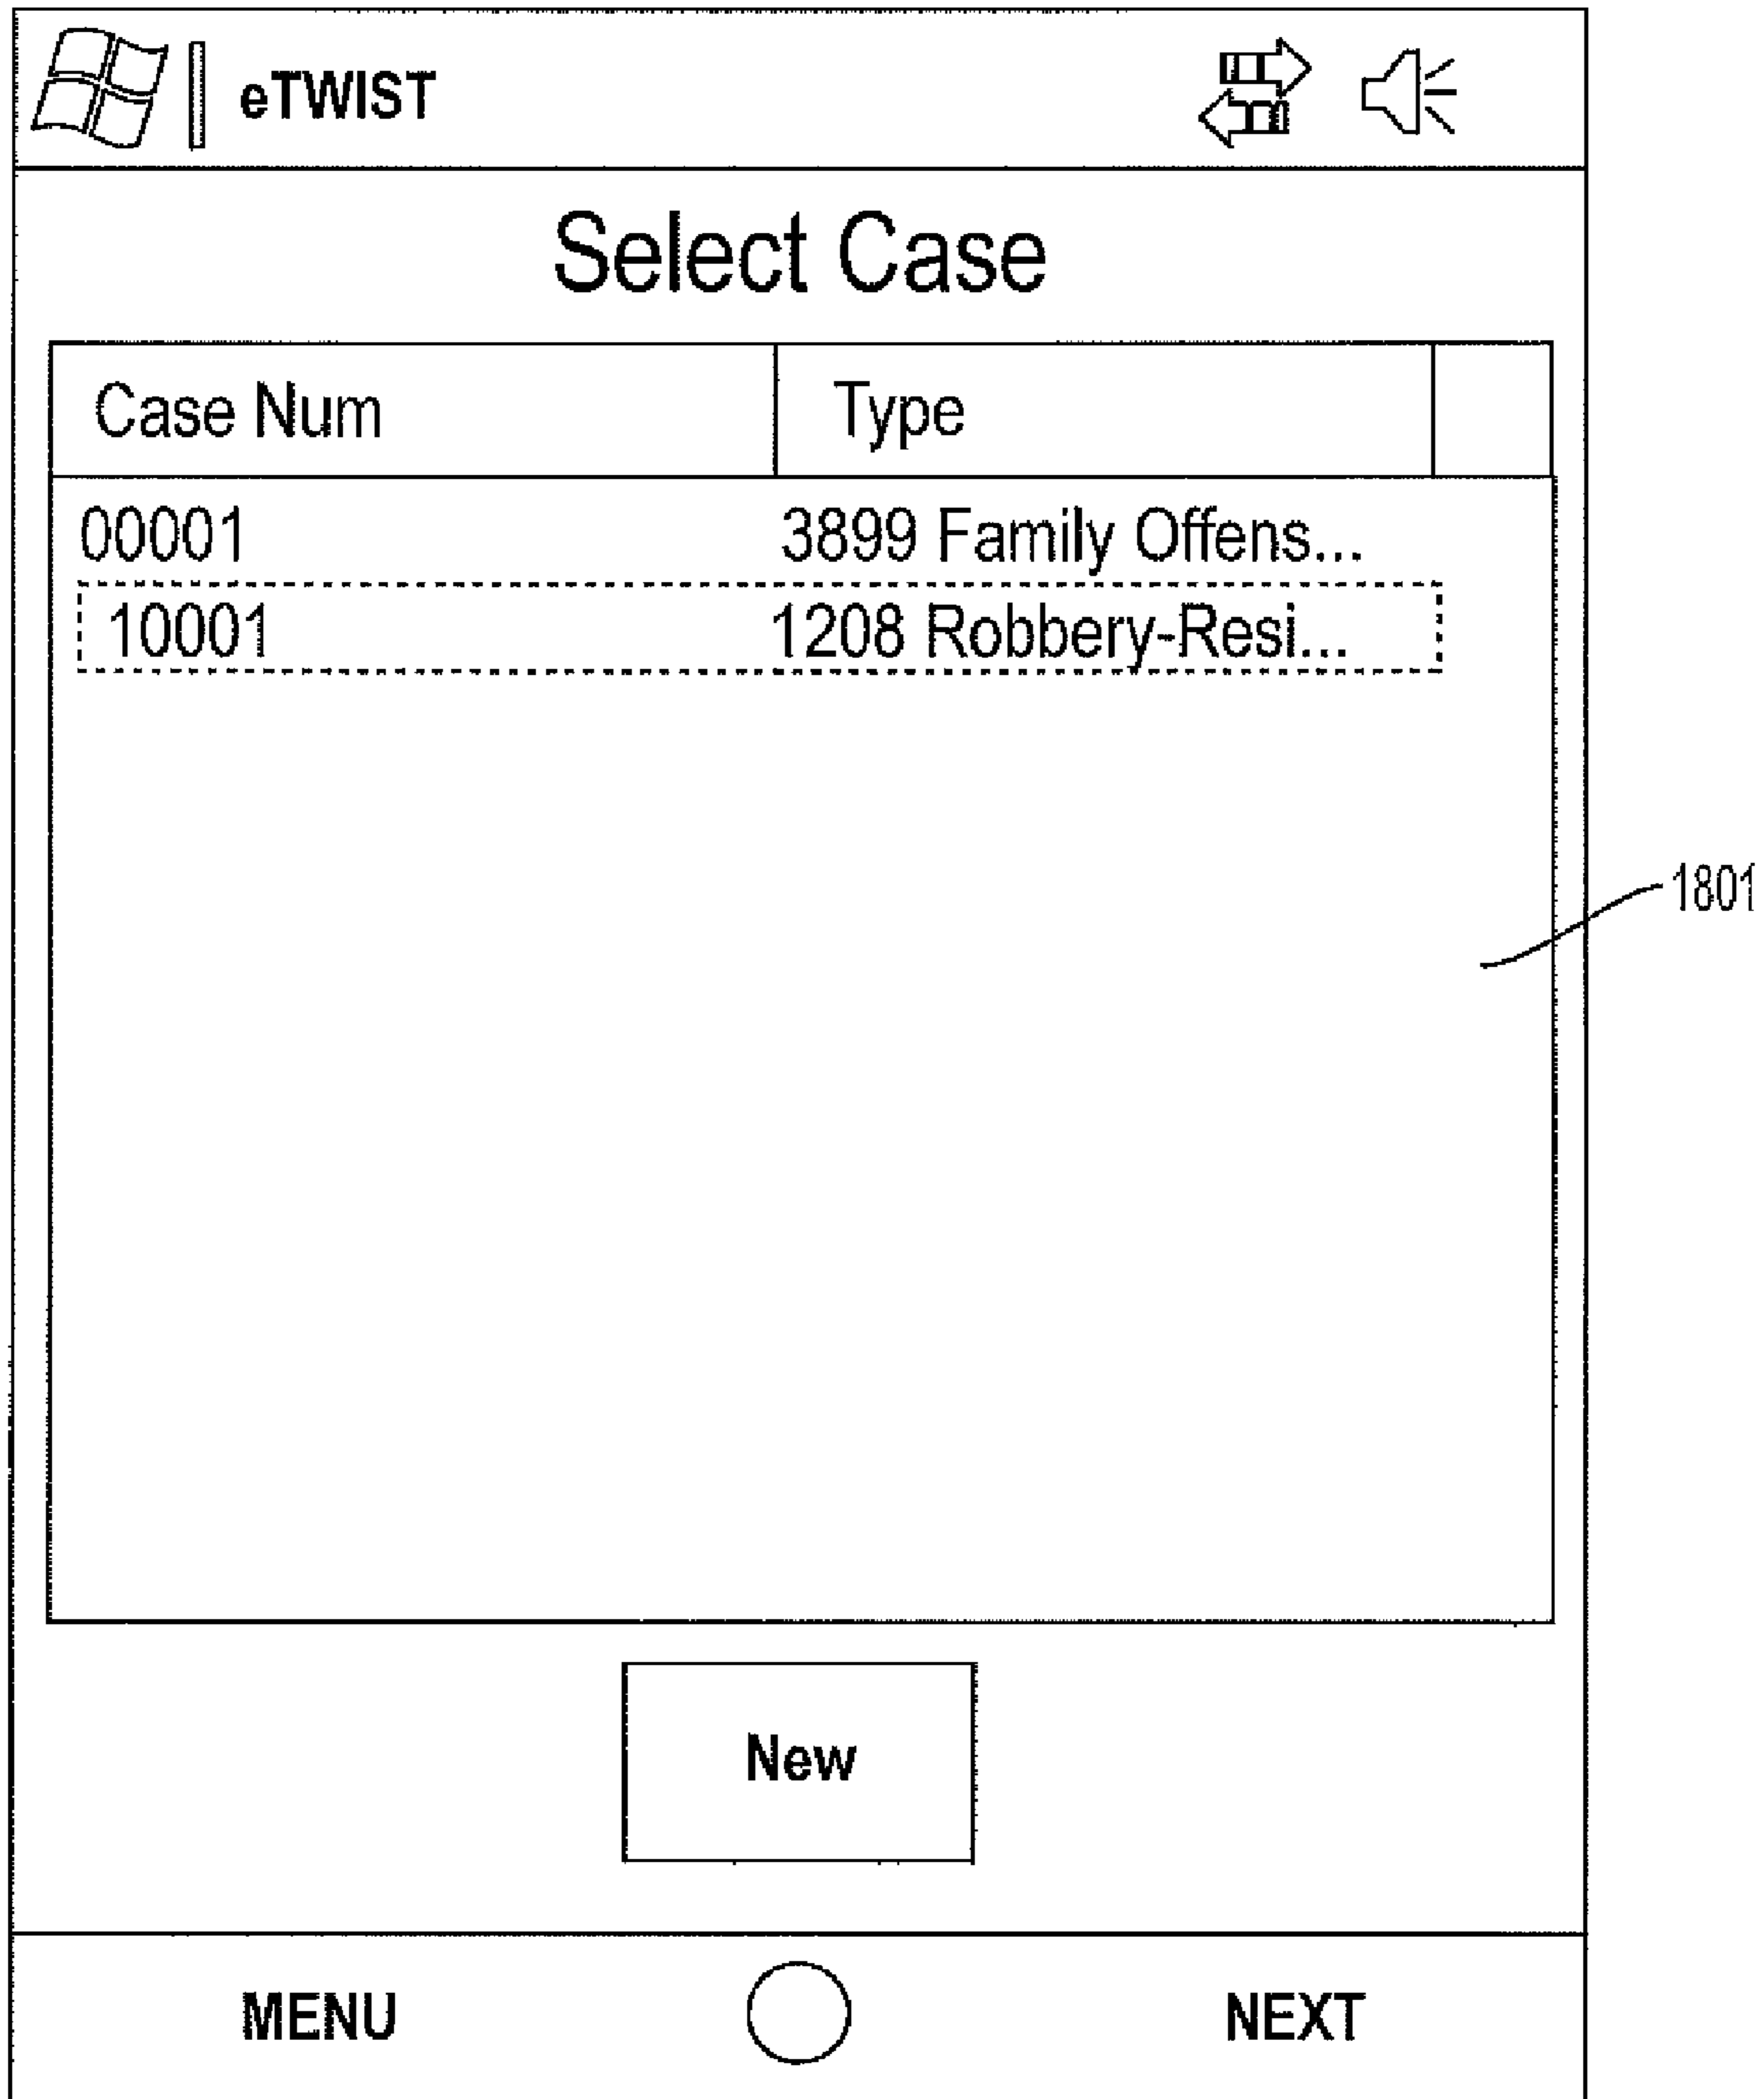 eTWIST
Select Case
Case Num Type
00001 3899 Family Offens...
10001 1208 Robbery-Resi...
1801
New
MENU NEXT